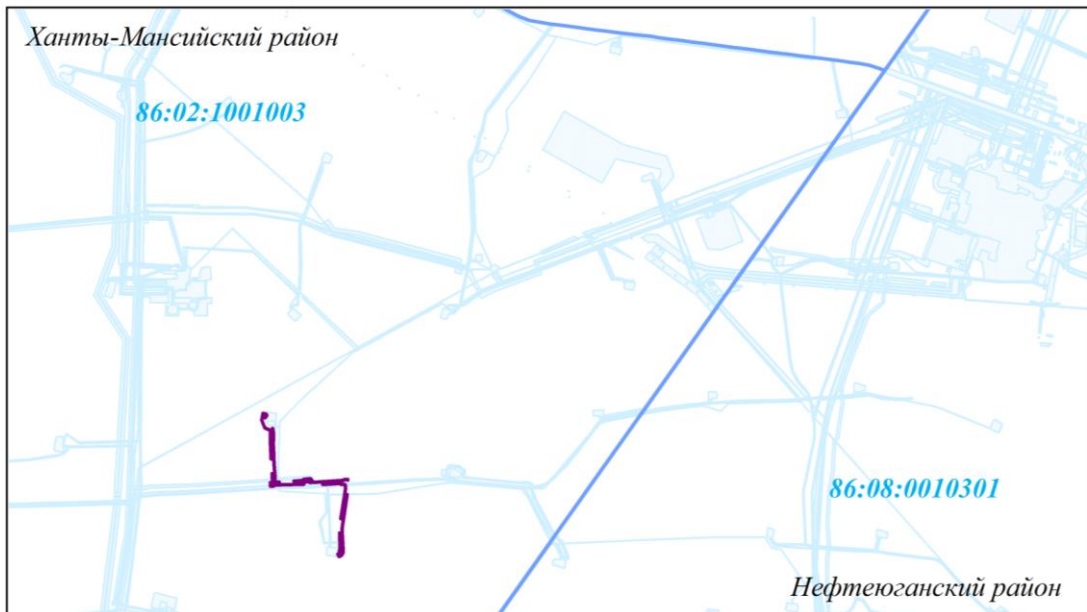 Ханты-Мансийский район
86:02:1001003
86:08:0010301
Нефтеюганский район